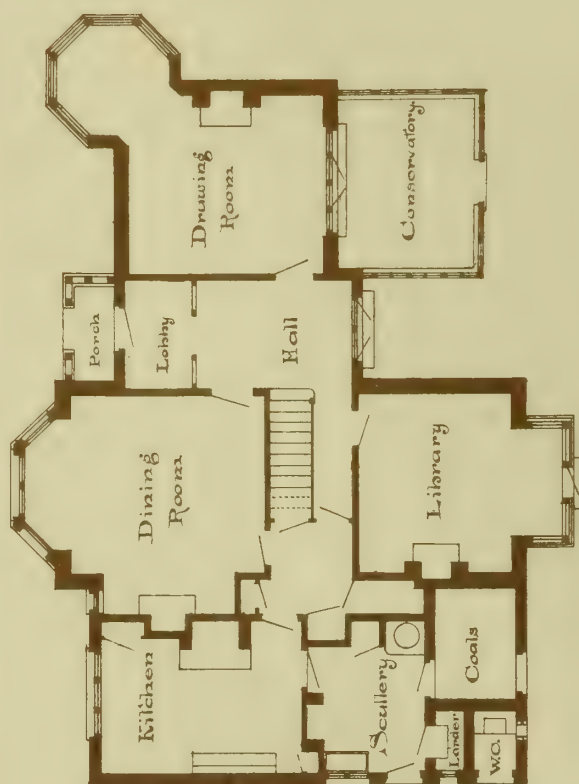 Drawing
Room
Conservatory
Porch
Lobby
Hall
Dining
Room
Library
Kitchen
Scullery
Coals
Larder
W.C.